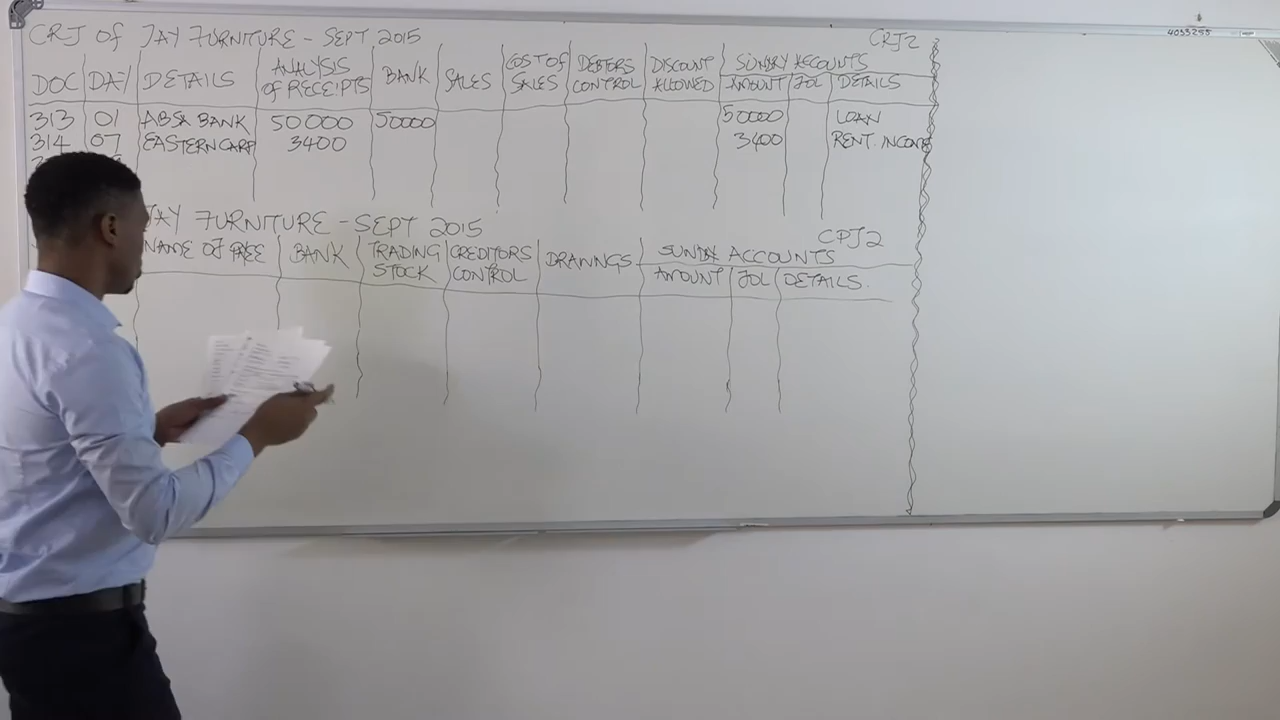 CRJ of JAY FURNITURE - SEPT 2015 CRJ2
DOC DAY DETAILS ANALYSIS OF RECEIPTS BANK SALES COST OF SALES DEBTORS CONTROL DISCOUNT ALLOWED SUNDRY ACCOUNTS
AMOUNT FOL DETAILS
313 01 ABSA BANK 50000 50000 50000 LOAN
314 07 EASTERN CARP 3400 3400 RENT INCOME
JAY FURNITURE - SEPT 2015 CPJ2
NAME OF PAYEE BANK TRADING STOCK CREDITORS CONTROL DRAWNGS SUNDRY ACCOUNTS
AMOUNT FOL DETAILS.
4055255